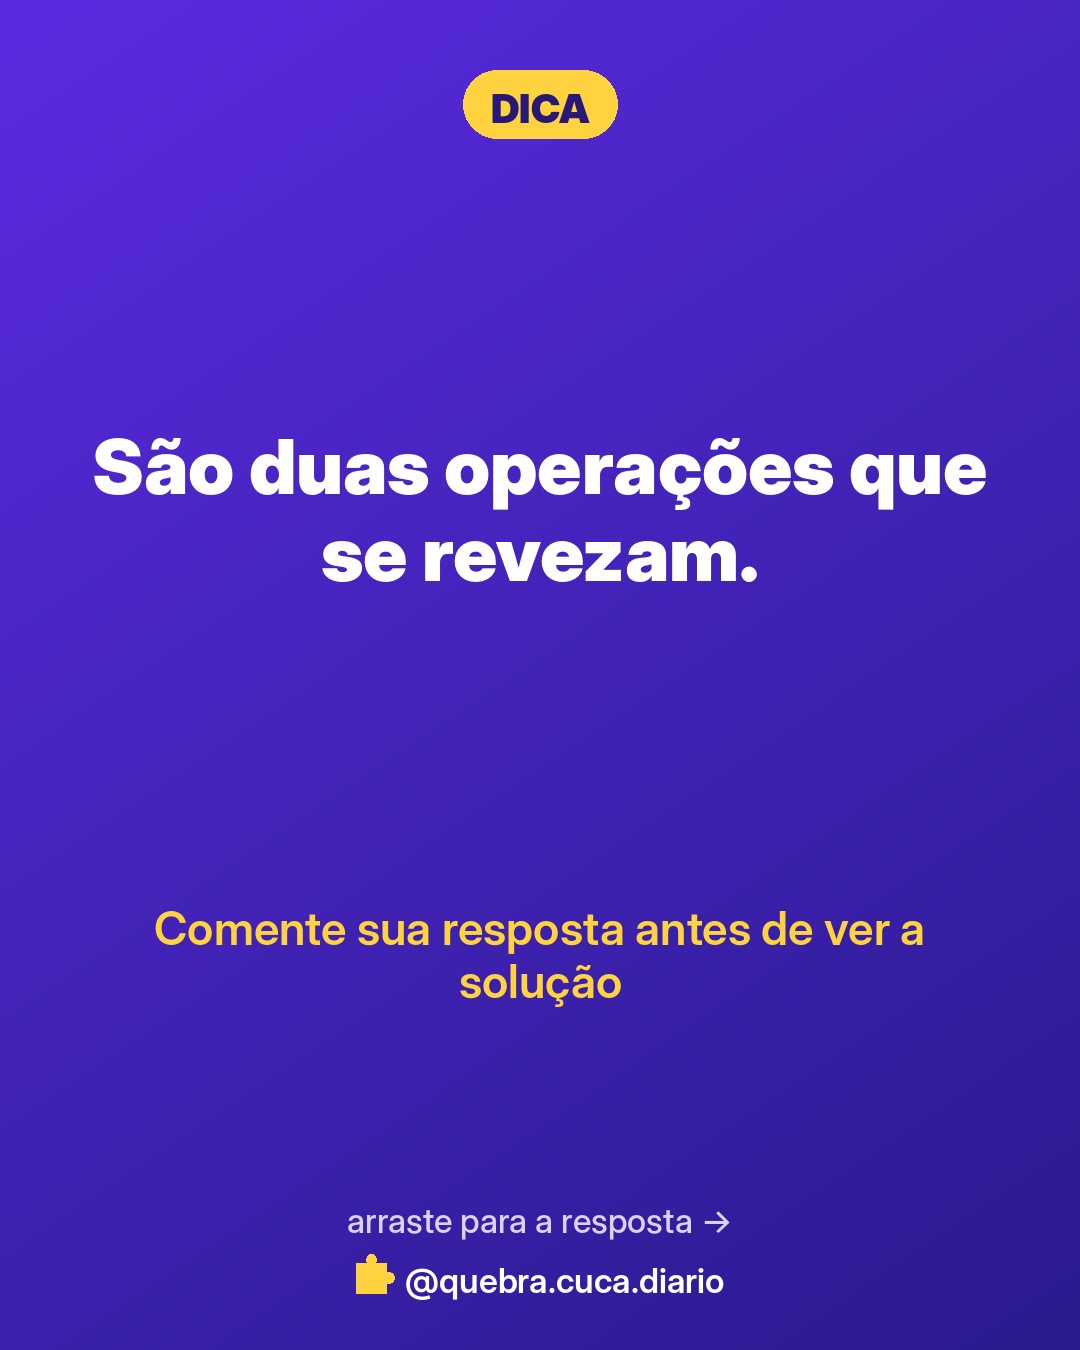 DICA
São duas operações que
se revezam.
Comente sua resposta antes de ver a
solução
arraste para a resposta →
@quebra.cuca.diario